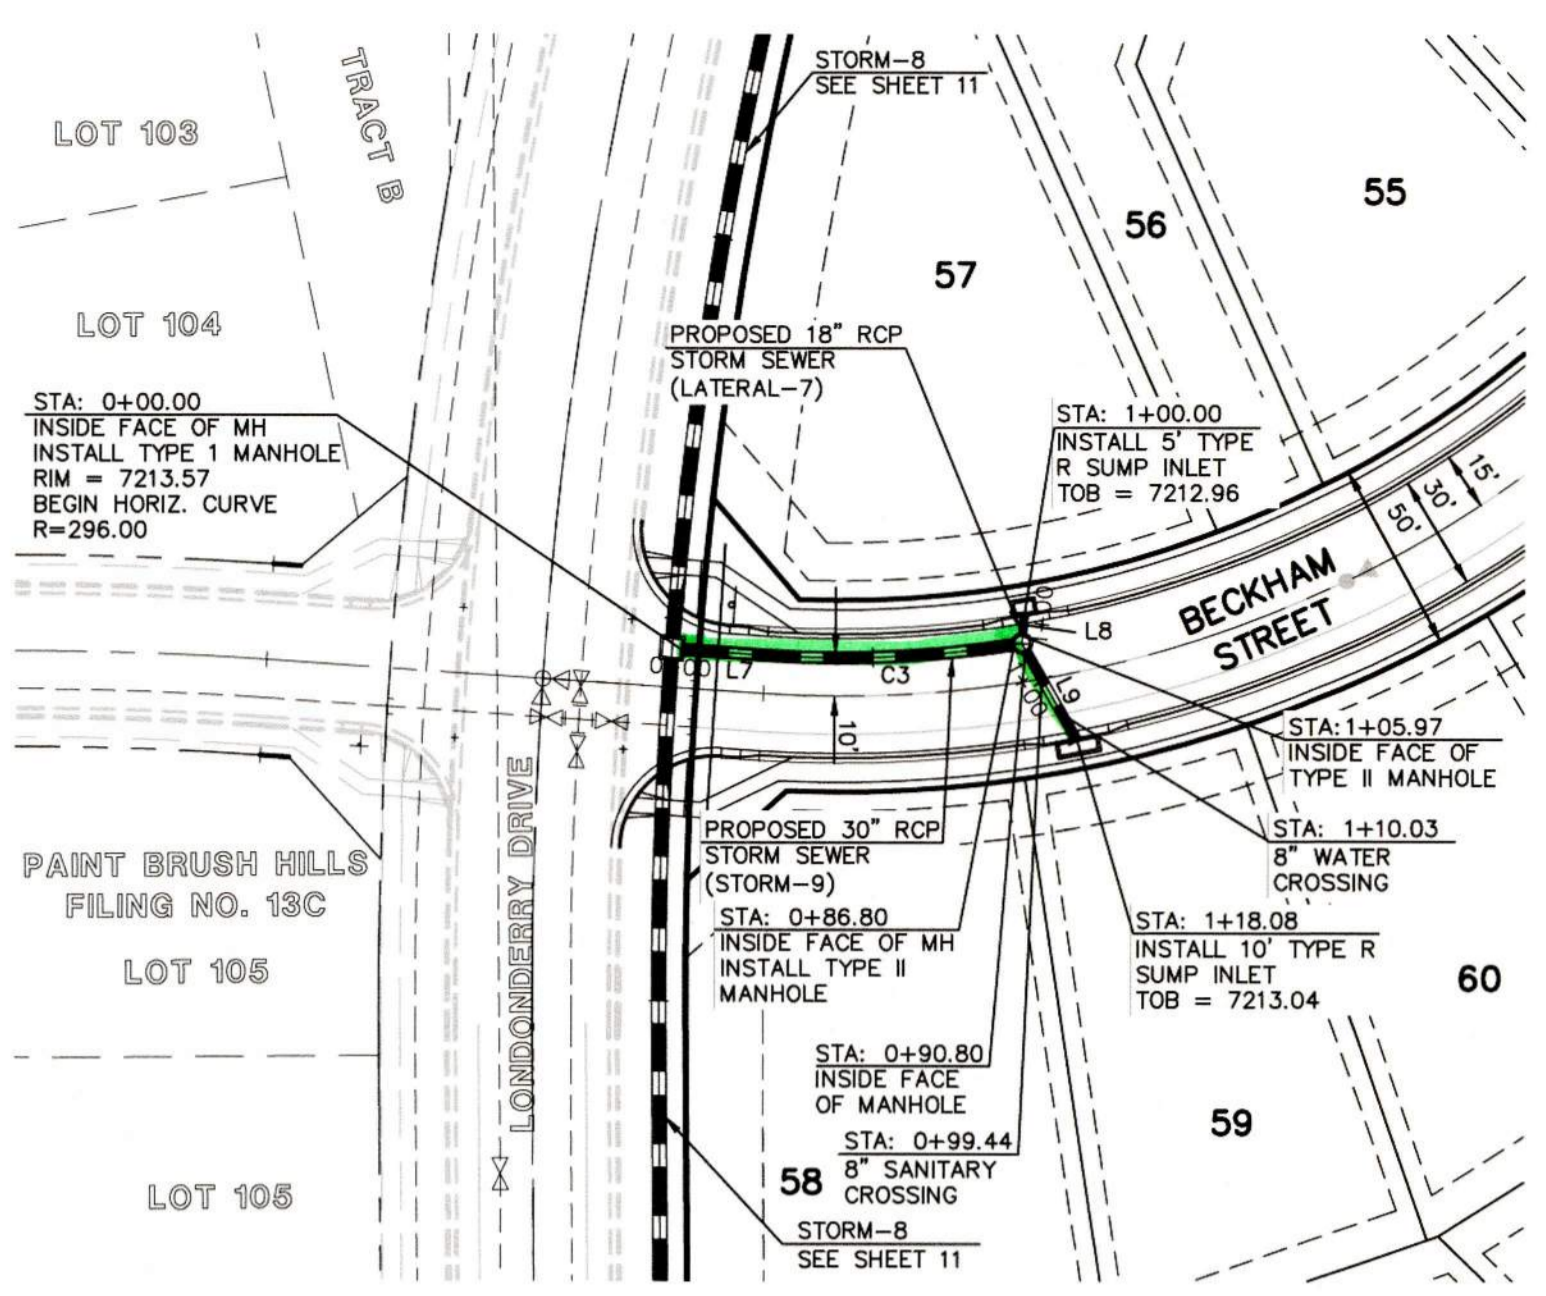 STORM-8
SEE SHEET 11
LOT 103
TRACT B
55
56
57
LOT 104
PROPOSED 18" RCP
STORM SEWER
(LATERAL-7)
STA: 0+00.00
INSIDE FACE OF MH
INSTALL TYPE 1 MANHOLE
RIM = 7213.57
BEGIN HORIZ. CURVE
R=296.00
STA: 1+00.00
INSTALL 5' TYPE
R SUMP INLET
TOB = 7212.96
15'
30'
50'
BECKHAM
STREET
L8
0+00
L7
C3
L9
10'
STA: 1+05.97
INSIDE FACE OF
TYPE II MANHOLE
LONDONDERRY DRIVE
PROPOSED 30" RCP
STORM SEWER
(STORM-9)
STA: 1+10.03
8" WATER
CROSSING
PAINT BRUSH HILLS
FILING NO. 13C
LOT 105
STA: 0+86.80
INSIDE FACE OF MH
INSTALL TYPE II
MANHOLE
STA: 1+18.08
INSTALL 10' TYPE R
SUMP INLET
TOB = 7213.04
60
STA: 0+90.80
INSIDE FACE
OF MANHOLE
59
STA: 0+99.44
8" SANITARY
CROSSING
58
LOT 105
STORM-8
SEE SHEET 11